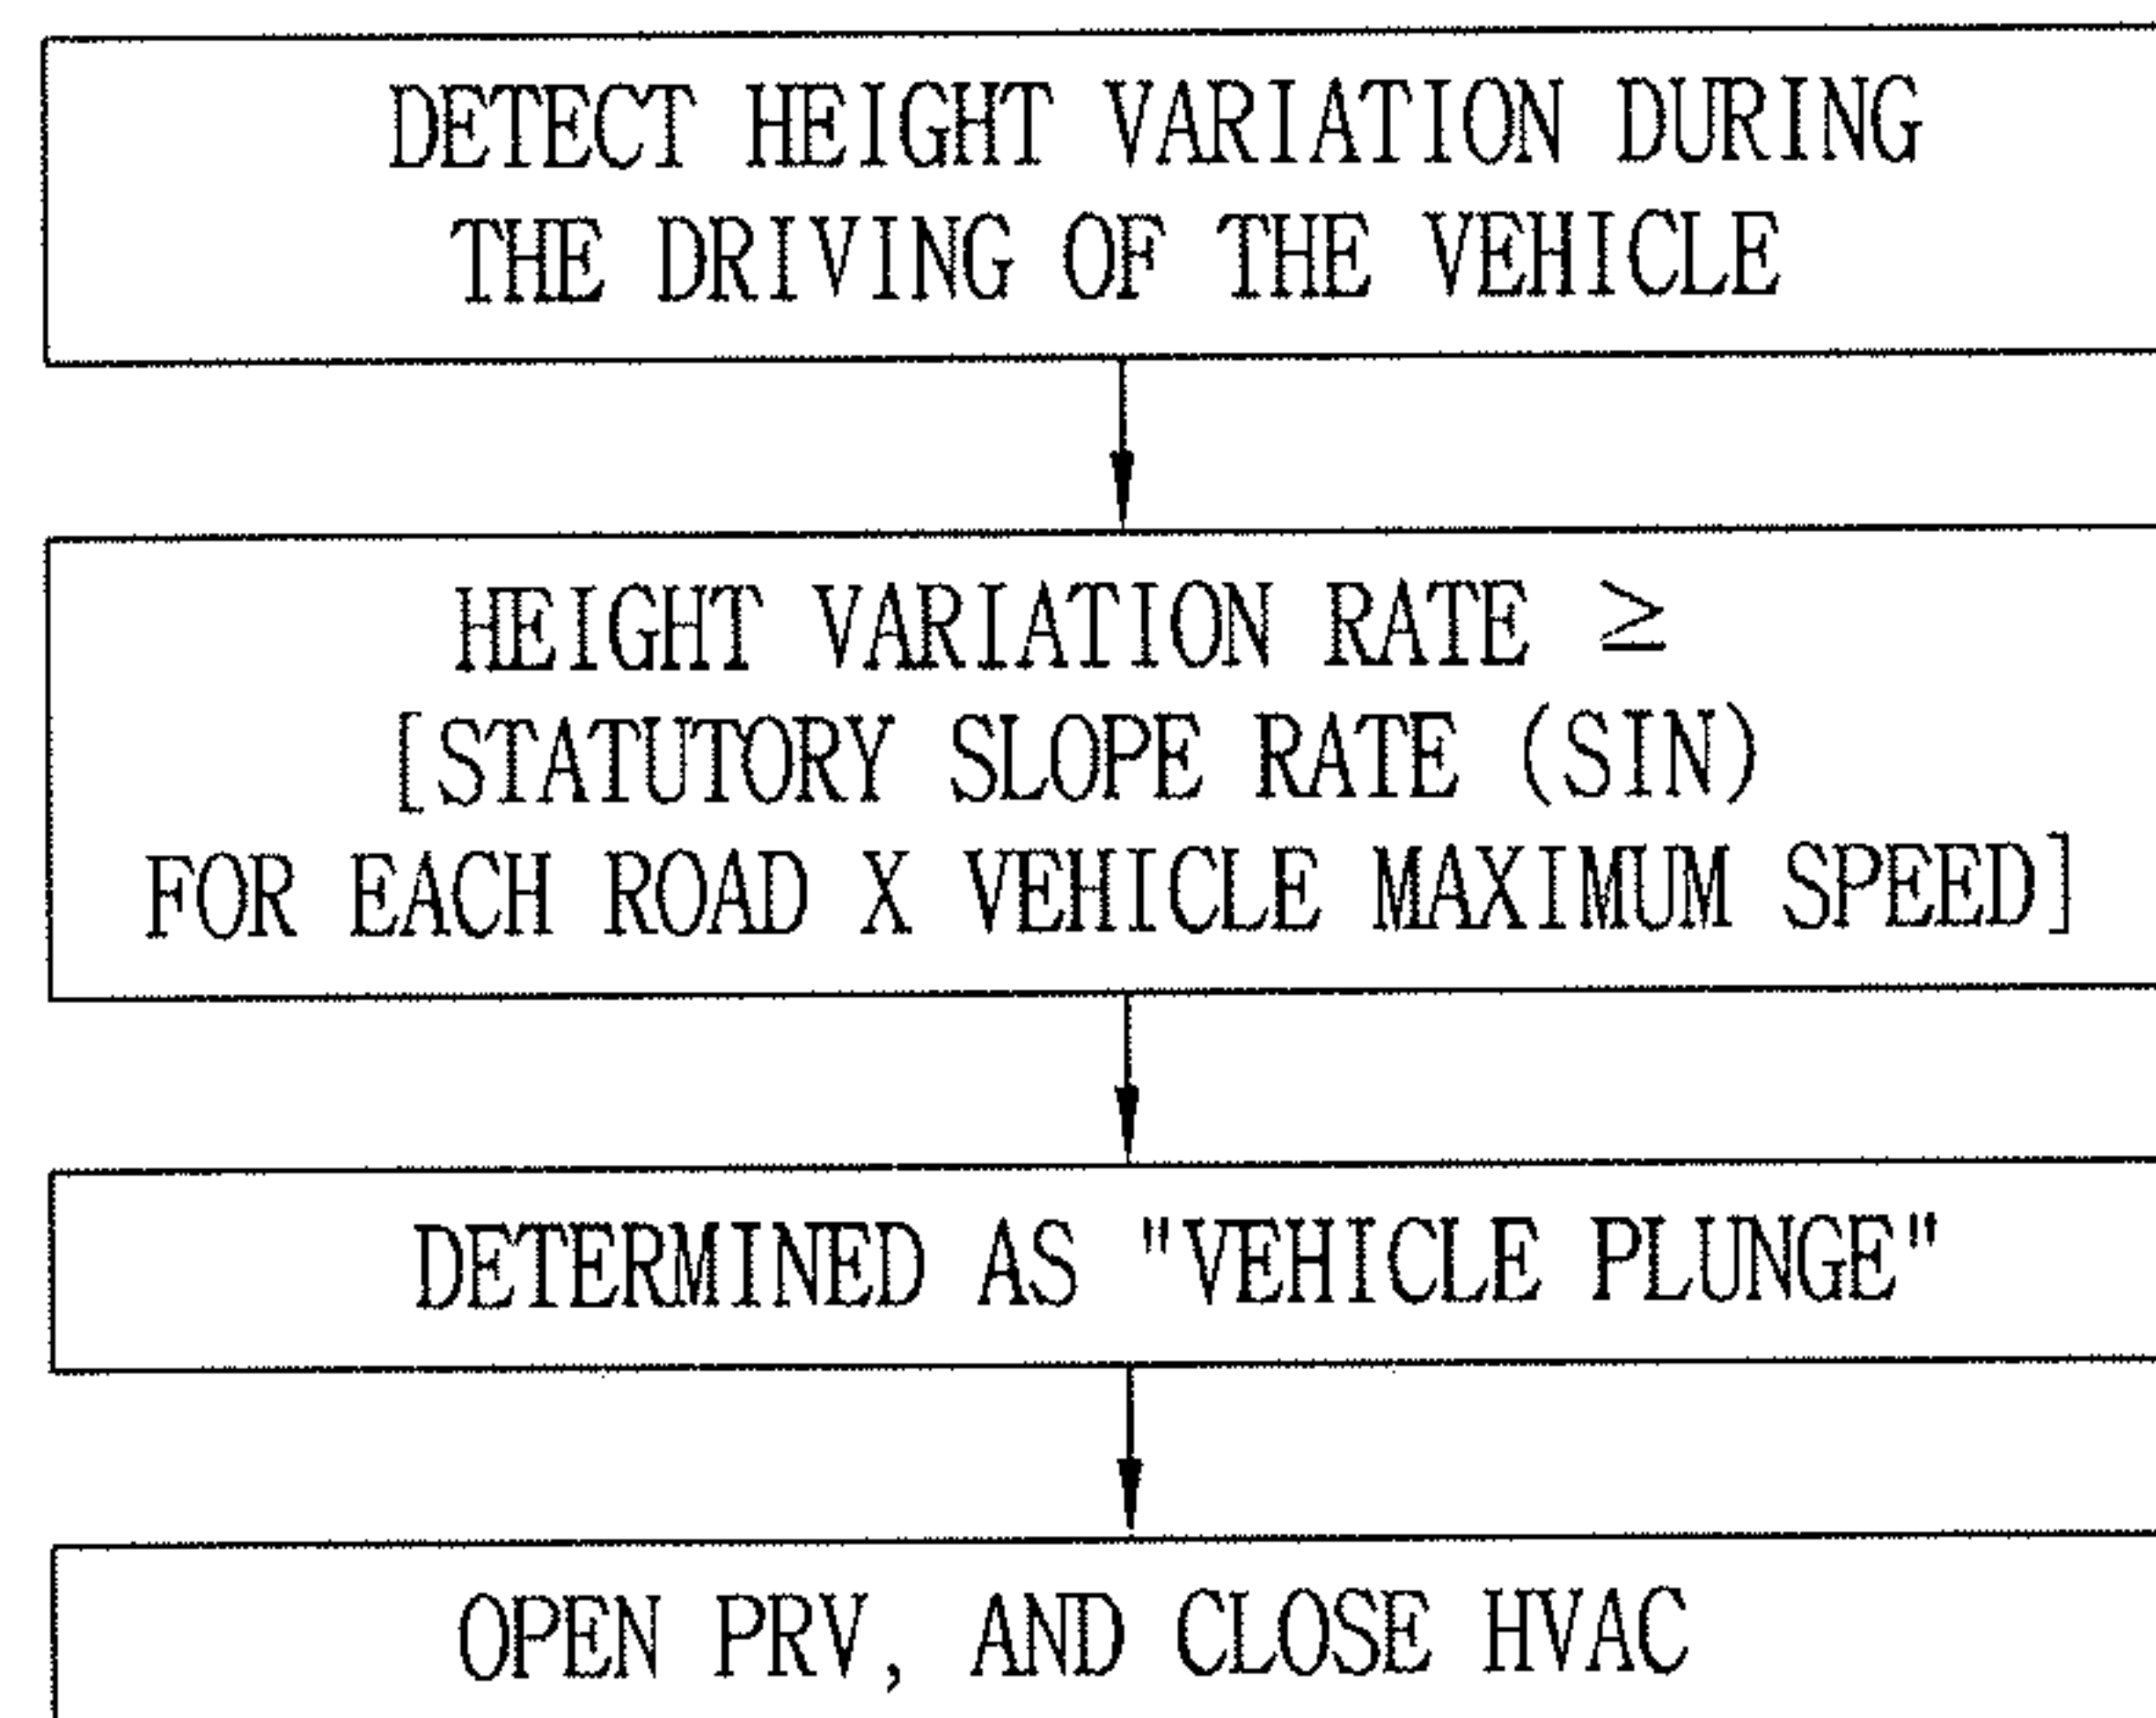 DETECT HEIGHT VARIATION DURING
THE DRIVING OF THE VEHICLE
HEIGHT VARIATION RATE ≥
[STATUTORY SLOPE RATE (SIN)
FOR EACH ROAD X VEHICLE MAXIMUM SPEED]
DETERMINED AS "VEHICLE PLUNGE"
OPEN PRV, AND CLOSE HVAC